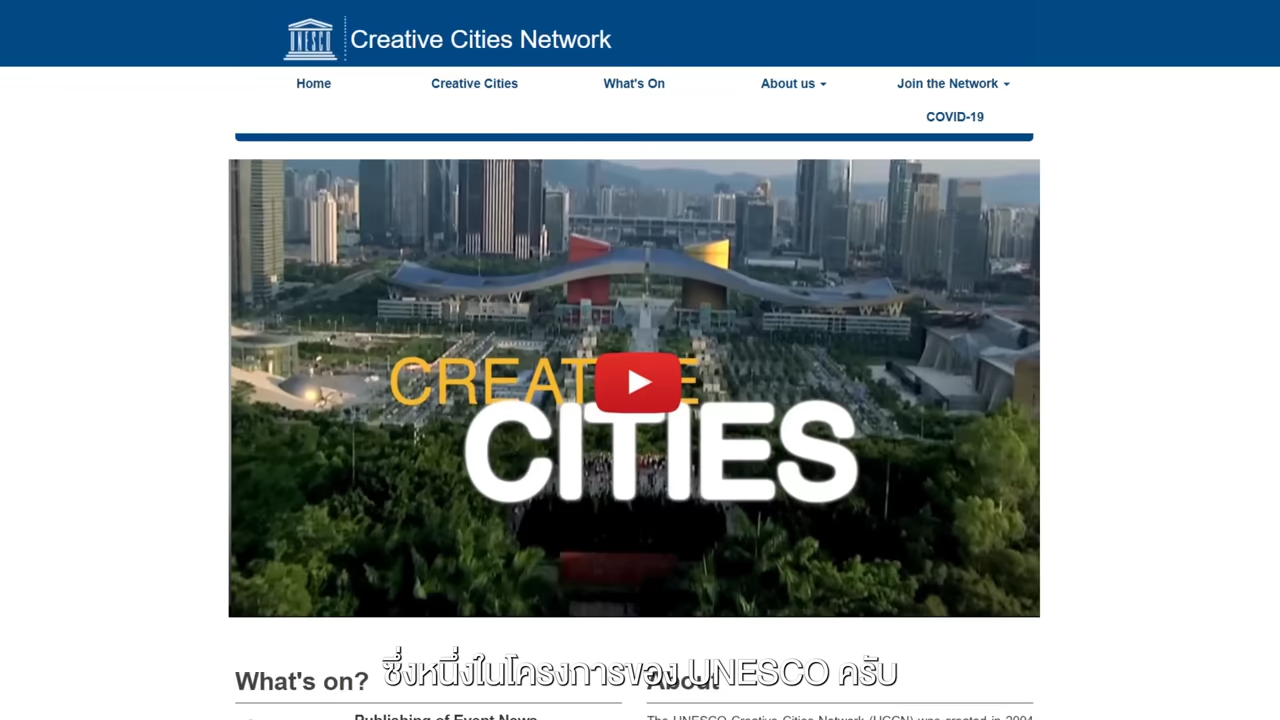 UNESCO
Creative Cities Network
Home
Creative Cities
What's On
About us
Join the Network
COVID-19
CREATIVE
CITIES
What's on?
About
ซึ่งหนึ่งในโครงการของ UNESCO ครับ
Publishing of Event News
The UNESCO Creative Cities Network (UCCN) was created in 2004